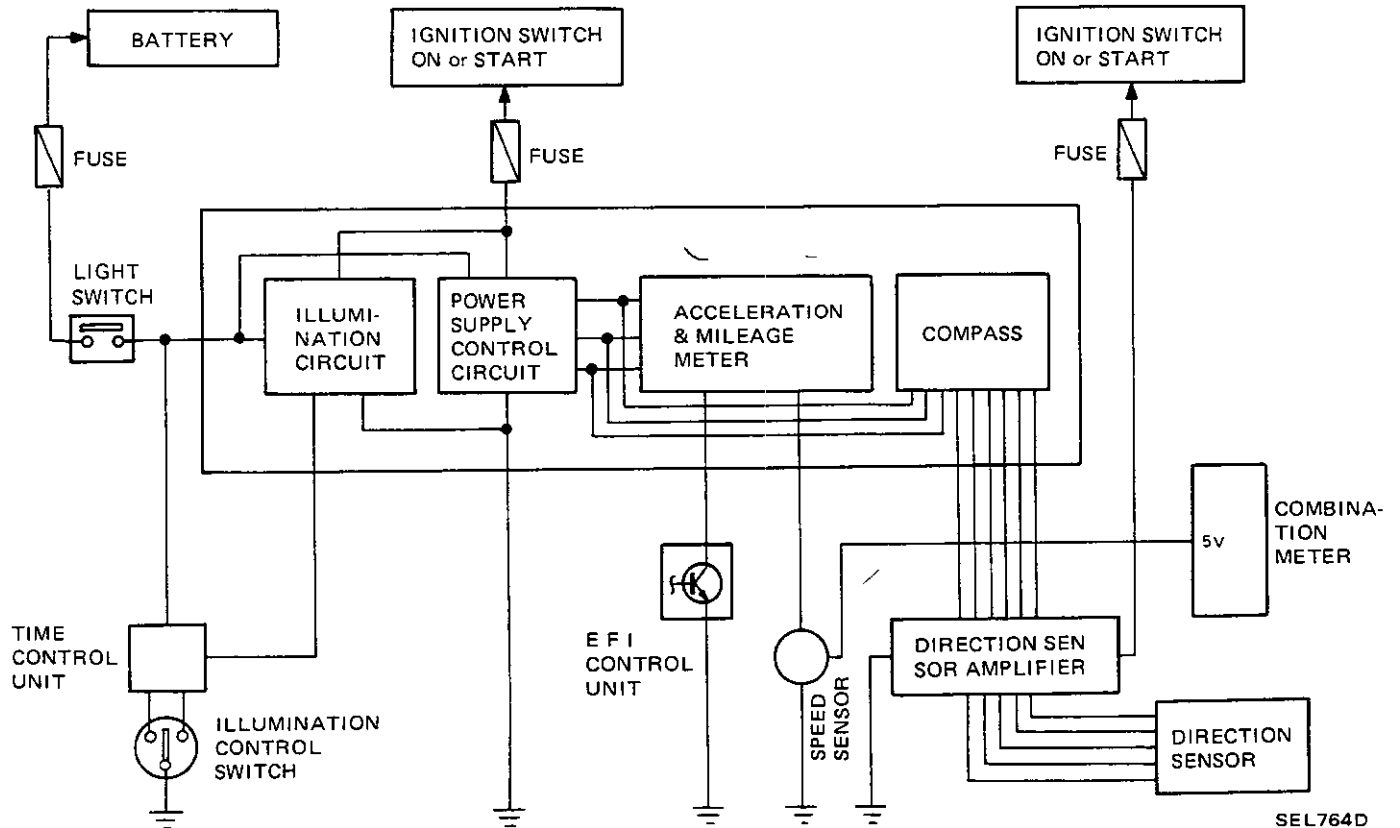 BATTERY
IGNITION SWITCH
ON or START
IGNITION SWITCH
ON or START
FUSE
FUSE
FUSE
LIGHT
SWITCH
ILLUMI-
NATION
CIRCUIT
POWER
SUPPLY
CONTROL
CIRCUIT
ACCELERATION
& MILEAGE
METER
COMPASS
COMBINA-
TION
METER
5V
TIME
CONTROL
UNIT
ILLUMINATION
CONTROL
SWITCH
E F I
CONTROL
UNIT
SPEED
SENSOR
DIRECTION SEN
SOR AMPLIFIER
DIRECTION
SENSOR
SEL764D